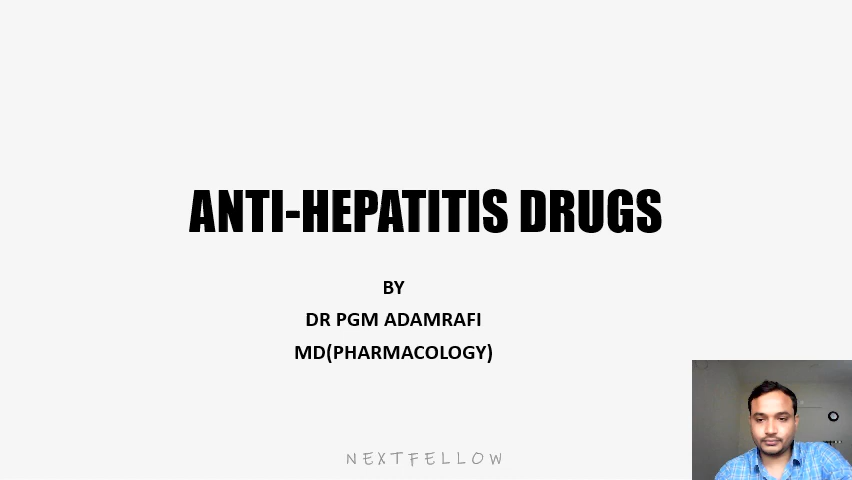 ANTI-HEPATITIS DRUGS
BY
DR PGM ADAMRAFI
MD(PHARMACOLOGY)
NEXTFELLOW